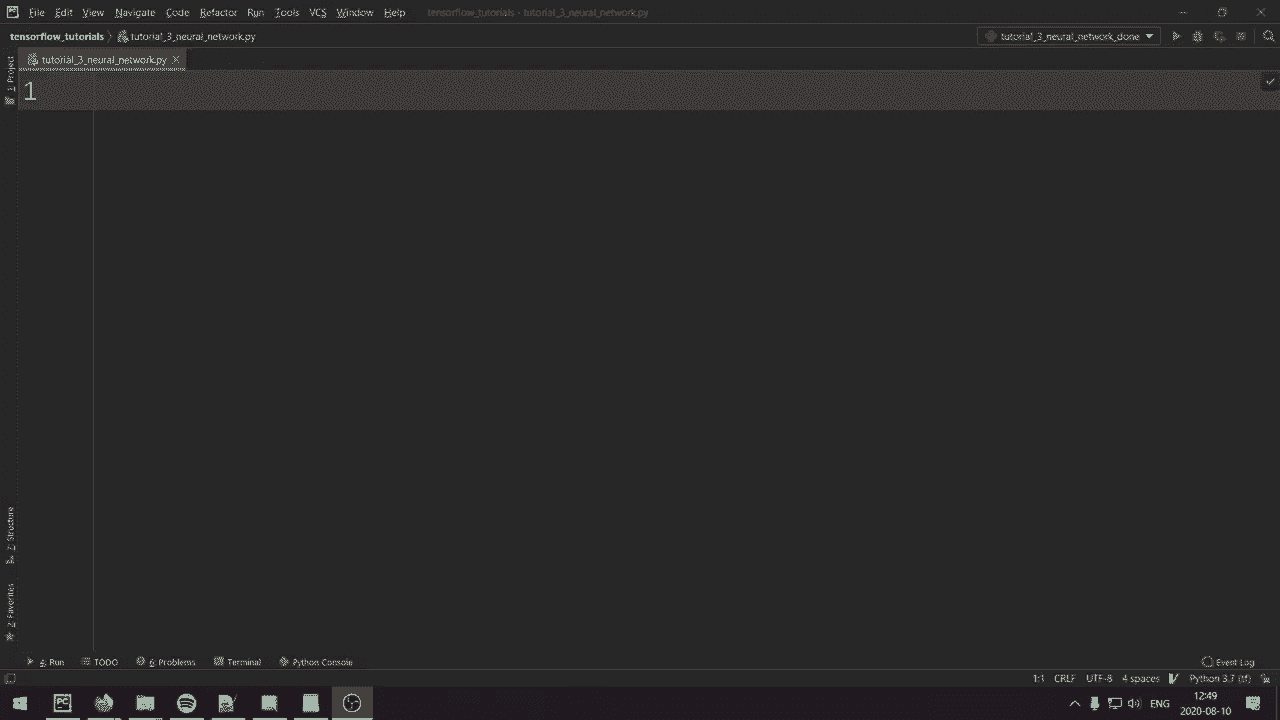 File Edit View Navigate Code Refactor Run Tools VCS Window Help tensorflow_tutorials - tutorial_3_neural_network.py
tensorflow_tutorials tutorial_3_neural_network.py tutorial_3_neural_network_done
tutorial_3_neural_network.py
1: Project
1
7: Structure
2: Favorites
4: Run TODO 6: Problems Terminal Python Console Event Log
1:1 CRLF UTF-8 4 spaces Python 3.7 (tf)
PC ENG 12:49
2020-08-10